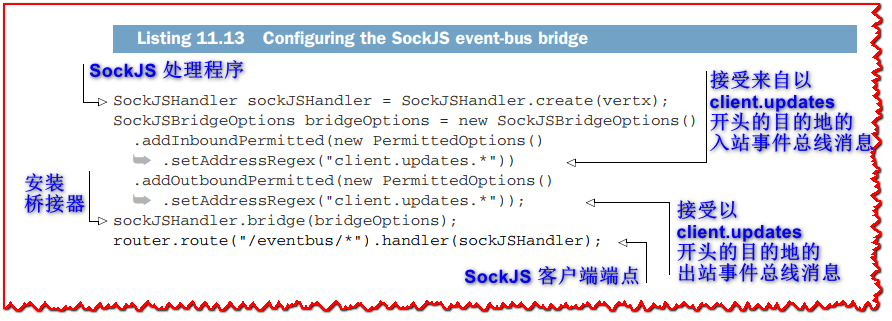 Listing 11.13 Configuring the SockJS event-bus bridge
SockJS 处理程序
SockJSHandler sockJSHandler = SockJSHandler.create(vertx);
SockJSBridgeOptions bridgeOptions = new SockJSBridgeOptions()
.addInboundPermitted(new PermittedOptions()
.setAddressRegex("client.updates.*"))
.addOutboundPermitted(new PermittedOptions()
.setAddressRegex("client.updates.*"));
sockJSHandler.bridge(bridgeOptions);
router.route("/eventbus/*").handler(sockJSHandler);
接受来自以
client.updates
开头的目的地的
入站事件总线消息
安装
桥接器
接受以
client.updates
开头的目的地的
出站事件总线消息
SockJS 客户端端点